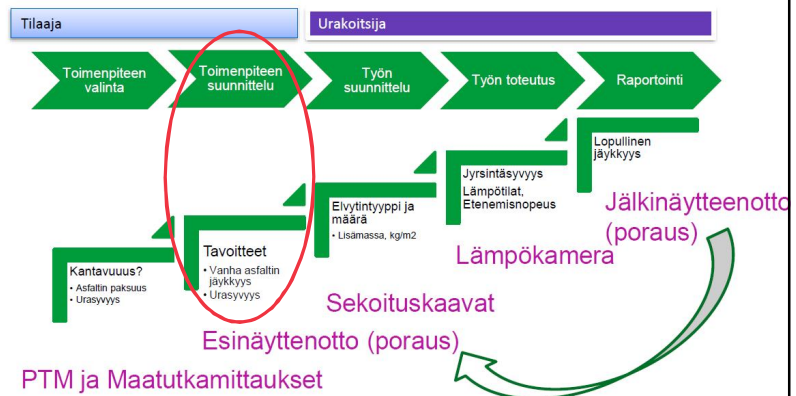 Tilaaja
Urakoitsija
Toimenpiteen
valinta
Toimenpiteen
suunnittelu
Työn
suunnittelu
Työn toteutus
Raportointi
Kantavuuus?
• Asfaltin paksuus
• Urasyvyys
Tavoitteet
• Vanha asfaltin
jäykkyys
• Urasyvyys
Elvytintyyppi ja
määrä
• Lisämassa, kg/m2
Jyrsintäsyvyys
Lämpötilat,
Etenemisnopeus
Lopullinen
jäykkyys
PTM ja Maatutkamittaukset
Esinäyttenotto (poraus)
Sekoituskaavat
Lämpökamera
Jälkinäytteenotto
(poraus)